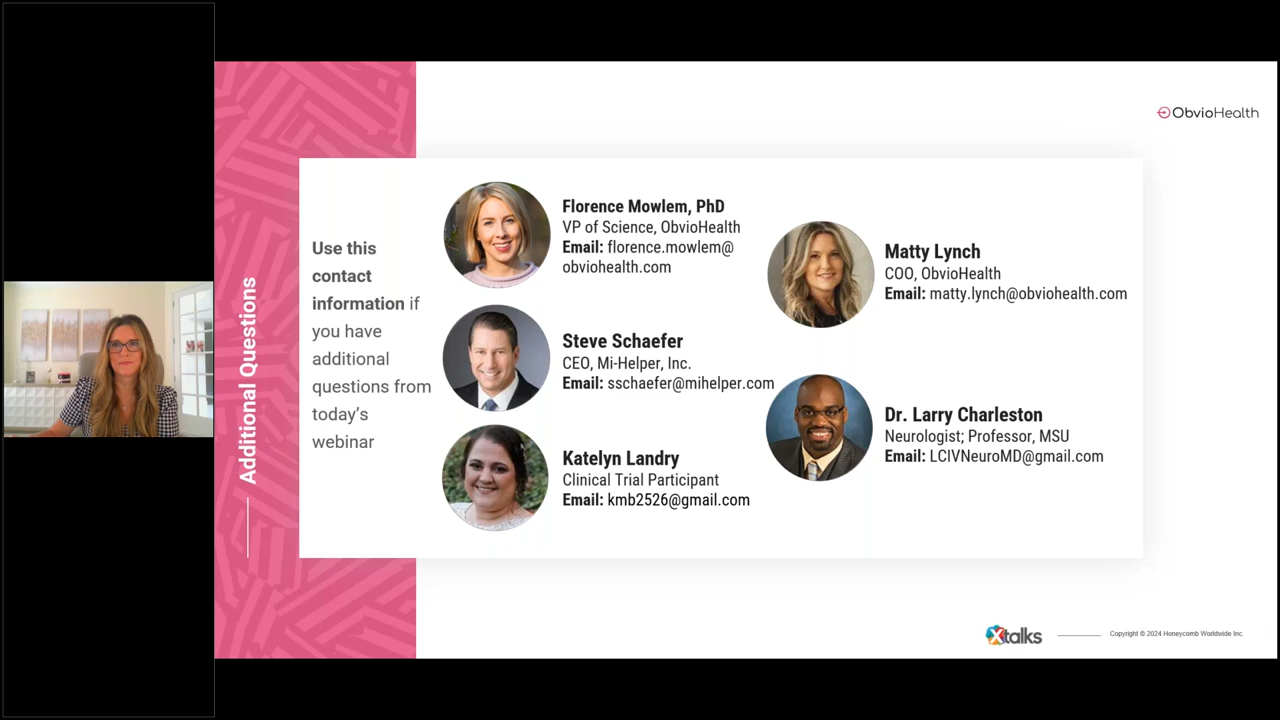 ObvioHealth
Additional Questions
Use this
contact
information if
you have
additional
questions from
today's
webinar
Florence Mowlem, PhD
VP of Science, ObvioHealth
Email: florence.mowlem@
obviohealth.com
Steve Schaefer
CEO, Mi-Helper, Inc.
Email: sschaefer@mihelper.com
Katelyn Landry
Clinical Trial Participant
Email: kmb2526@gmail.com
Matty Lynch
COO, ObvioHealth
Email: matty.lynch@obviohealth.com
Dr. Larry Charleston
Neurologist; Professor, MSU
Email: LCIVNeuroMD@gmail.com
Xtalks
Copyright © 2024 Honeycomb Worldwide Inc.